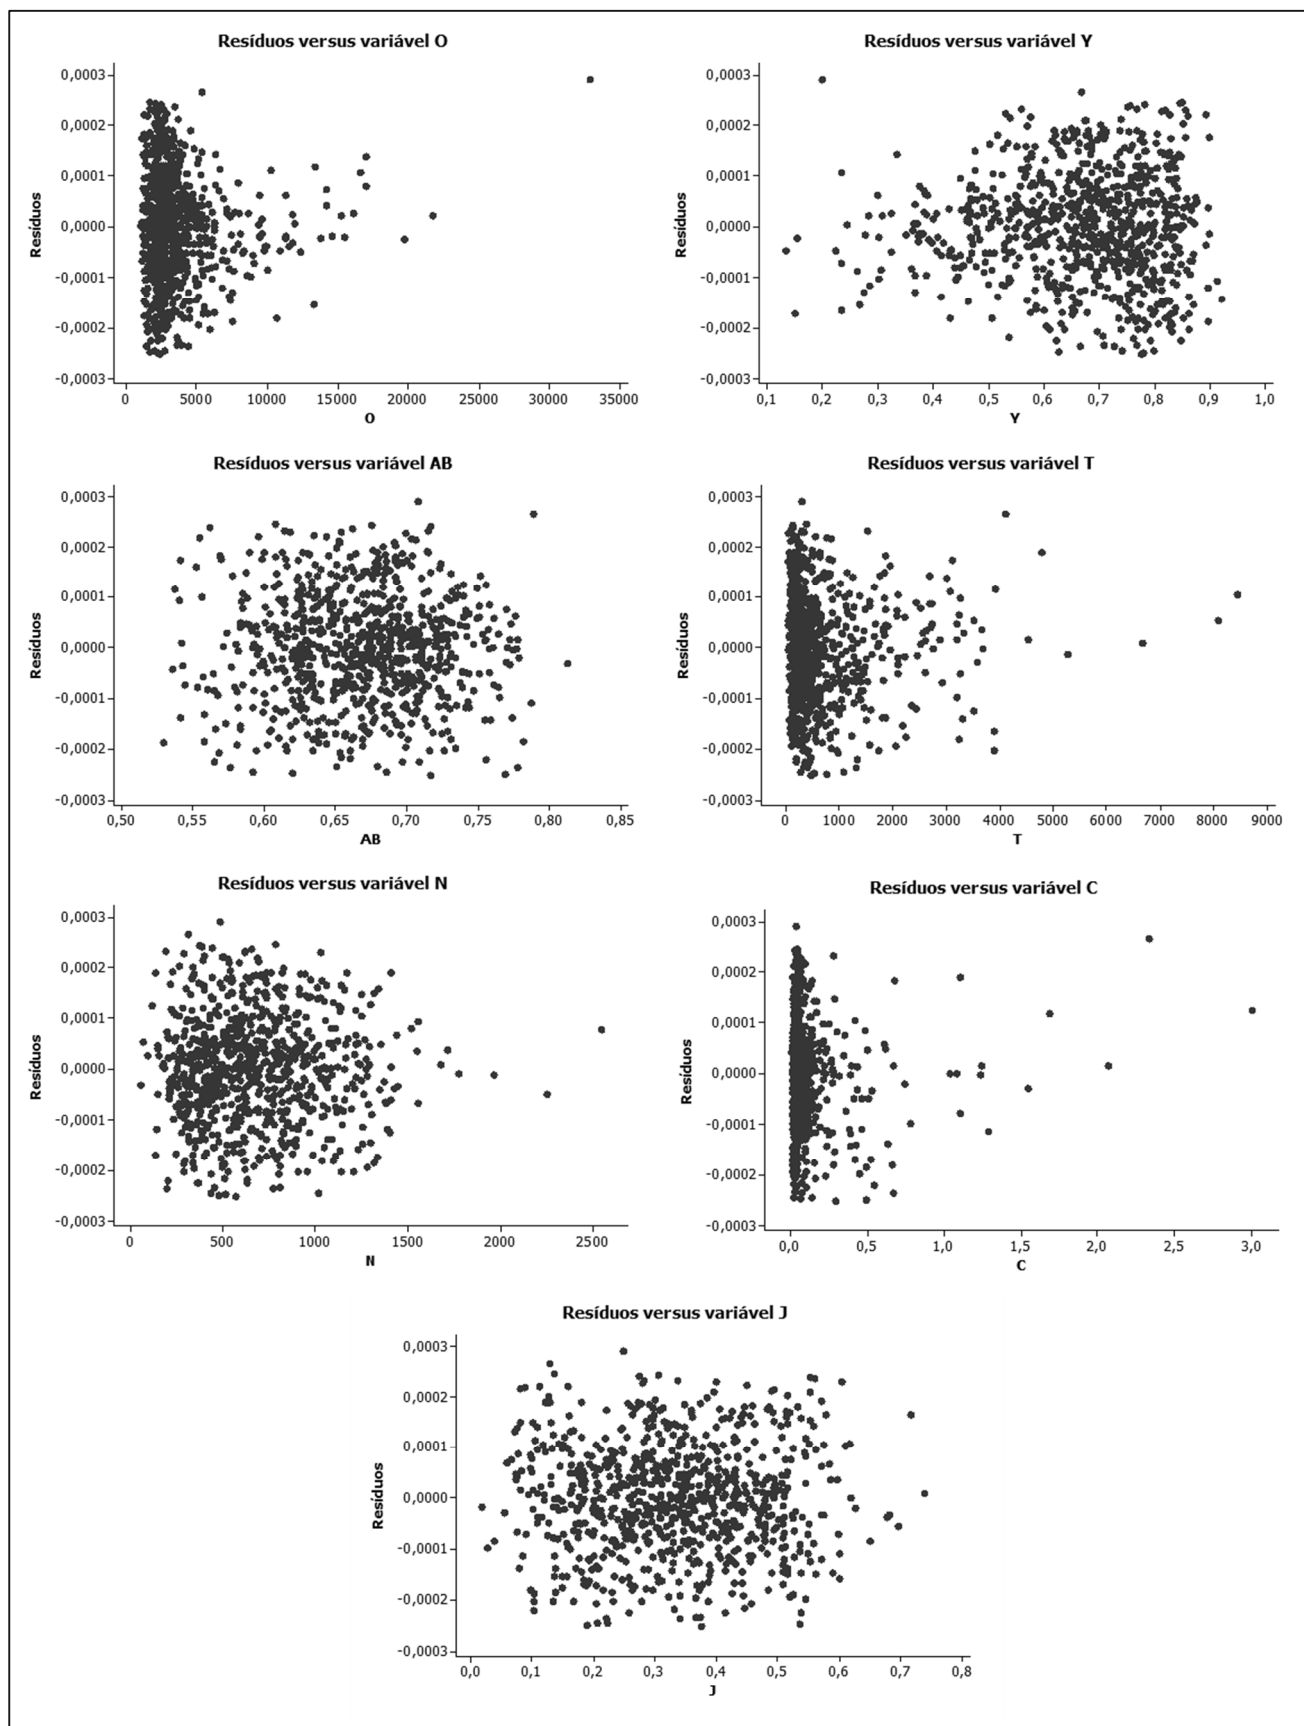 Resíduos versus variável O
0,0003
0,0002
0,0001
0,0000
-0,0001
-0,0002
-0,0003
Resíduos
0 5000 10000 15000 20000 25000 30000 35000
O
Resíduos versus variável Y
0,0003
0,0002
0,0001
0,0000
-0,0001
-0,0002
-0,0003
Resíduos
0,1 0,2 0,3 0,4 0,5 0,6 0,7 0,8 0,9 1,0
Y
Resíduos versus variável AB
0,0003
0,0002
0,0001
0,0000
-0,0001
-0,0002
-0,0003
Resíduos
0,50 0,55 0,60 0,65 0,70 0,75 0,80 0,85
AB
Resíduos versus variável T
0,0003
0,0002
0,0001
0,0000
-0,0001
-0,0002
-0,0003
Resíduos
0 1000 2000 3000 4000 5000 6000 7000 8000 9000
T
Resíduos versus variável N
0,0003
0,0002
0,0001
0,0000
-0,0001
-0,0002
-0,0003
Resíduos
0 500 1000 1500 2000 2500
N
Resíduos versus variável C
0,0003
0,0002
0,0001
0,0000
-0,0001
-0,0002
-0,0003
Resíduos
0,0 0,5 1,0 1,5 2,0 2,5 3,0
C
Resíduos versus variável J
0,0003
0,0002
0,0001
0,0000
-0,0001
-0,0002
-0,0003
Resíduos
0,0 0,1 0,2 0,3 0,4 0,5 0,6 0,7 0,8
J